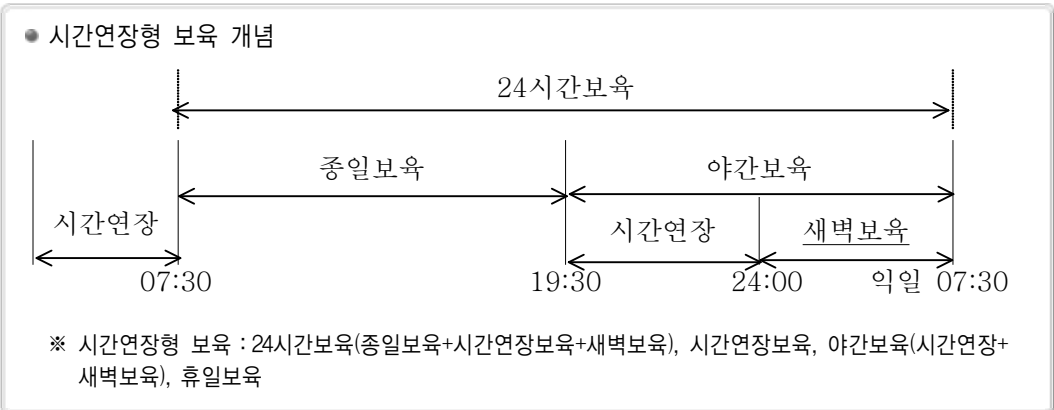 시간연장형 보육 개념
24시간보육
종일보육 야간보육
시간연장 시간연장 새벽보육
07:30 19:30 24:00 익일 07:30
※ 시간연장형 보육 : 24시간보육(종일보육+시간연장보육+새벽보육), 시간연장보육, 야간보육(시간연장+
새벽보육), 휴일보육